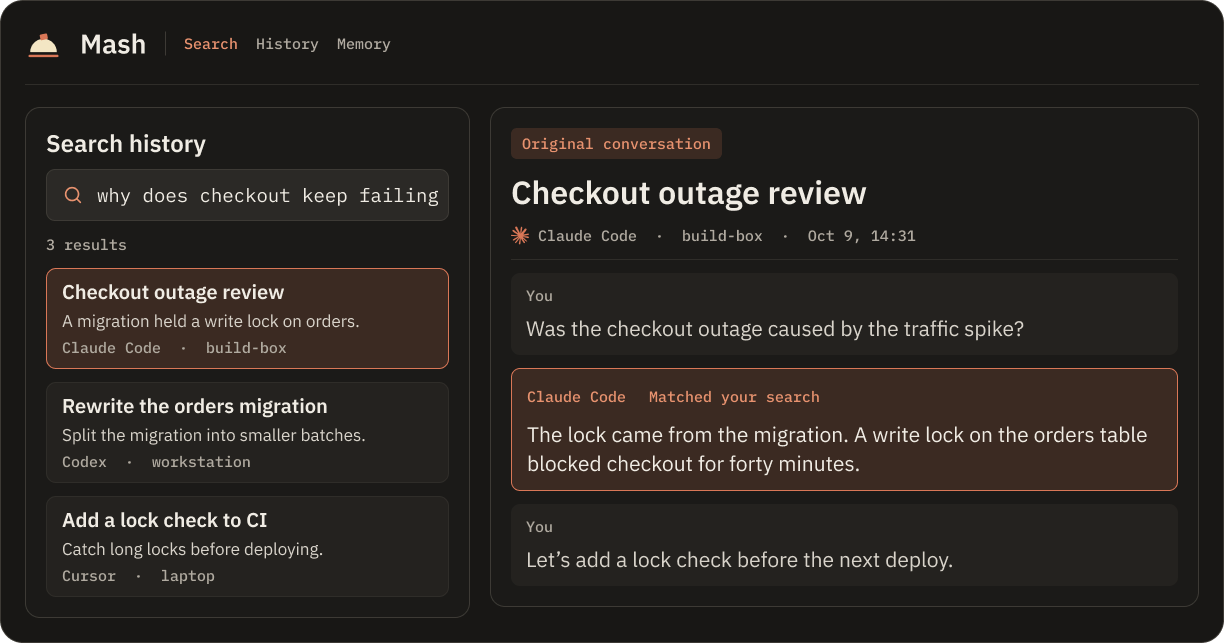 Mash
Search
History
Memory
Search history
why does checkout keep failing
3 results
Checkout outage review
A migration held a write lock on orders.
Claude Code · build-box
Rewrite the orders migration
Split the migration into smaller batches.
Codex · workstation
Add a lock check to CI
Catch long locks before deploying.
Cursor · laptop
Original conversation
Checkout outage review
Claude Code · build-box · Oct 9, 14:31
You
Was the checkout outage caused by the traffic spike?
Claude Code Matched your search
The lock came from the migration. A write lock on the orders table
blocked checkout for forty minutes.
You
Let’s add a lock check before the next deploy.